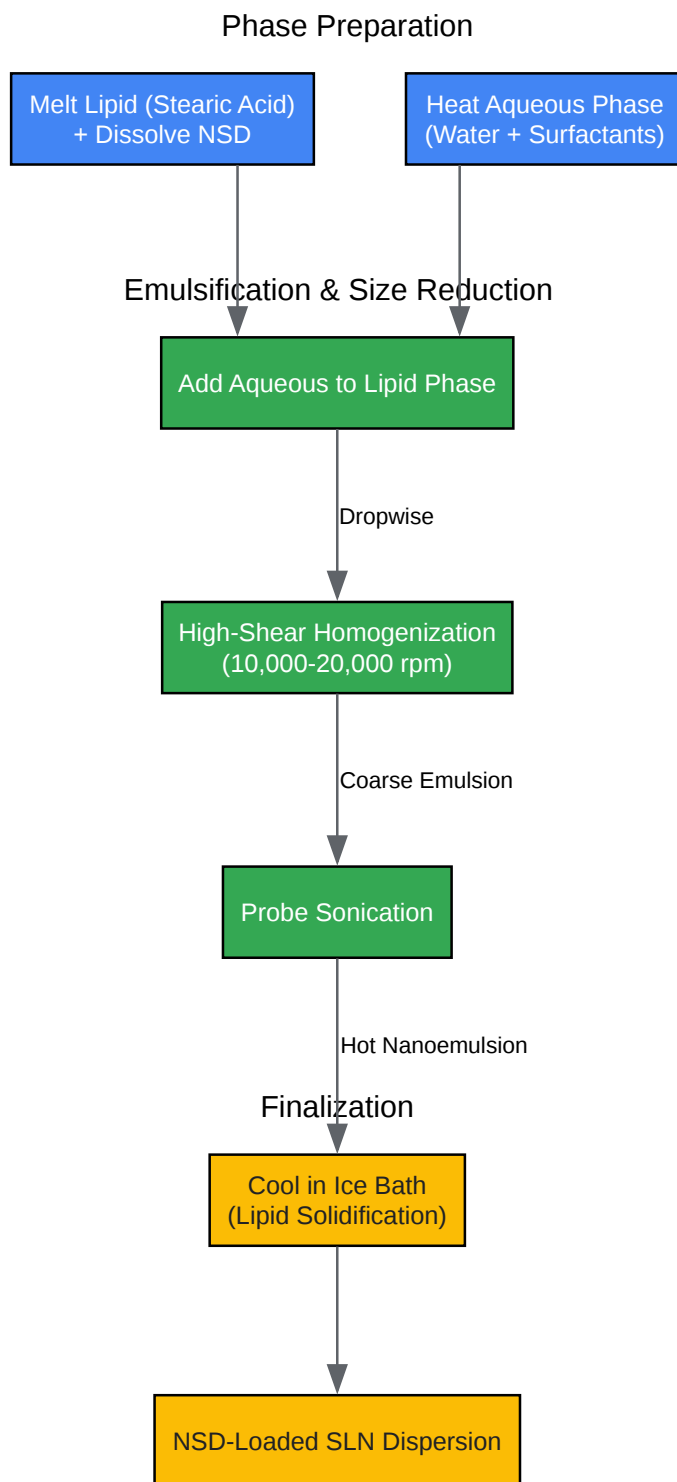 Phase Preparation
Melt Lipid (Stearic Acid)
+ Dissolve NSD
Heat Aqueous Phase
(Water + Surfactants)
Emulsification & Size Reduction
Add Aqueous to Lipid Phase
Dropwise
High-Shear Homogenization
(10,000-20,000 rpm)
Coarse Emulsion
Probe Sonication
Hot Nanoemulsion
Finalization
Cool in Ice Bath
(Lipid Solidification)
NSD-Loaded SLN Dispersion